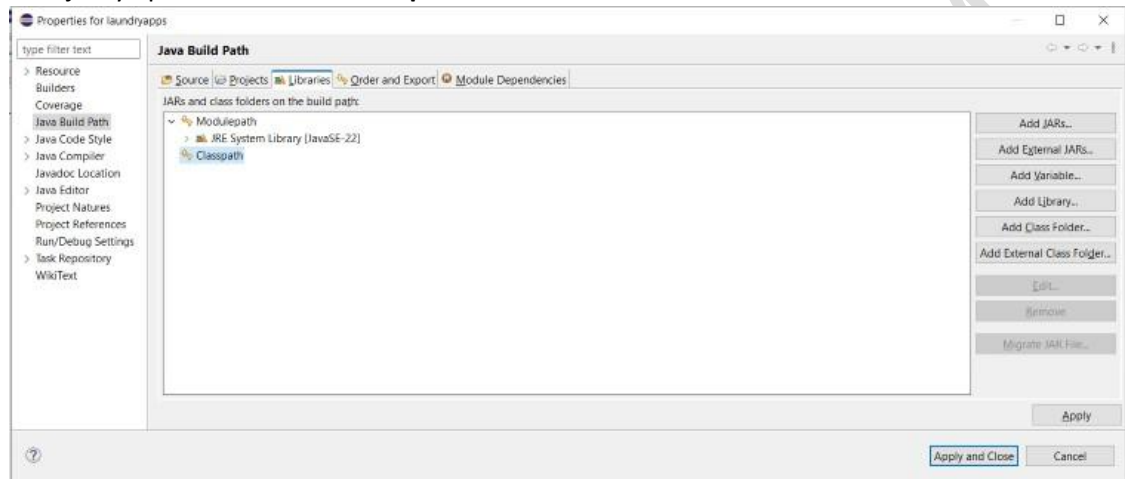 Properties for laundryapps
type filter text
Resource
Builders
Coverage
Java Build Path
Java Code Style
Java Compiler
Javadoc Location
Java Editor
Project Natures
Project References
Run/Debug Settings
Task Repository
WikiText
Java Build Path
Source Projects Libraries Order and Export Module Dependencies
JARs and class folders on the build path:
Modulepath
JRE System Library [JavaSE-22]
Classpath
Add JARs...
Add External JARs...
Add Variable...
Add Library...
Add Class Folder...
Add External Class Folder...
Edit...
Remove
Migrate JAR File...
Apply
Apply and Close Cancel